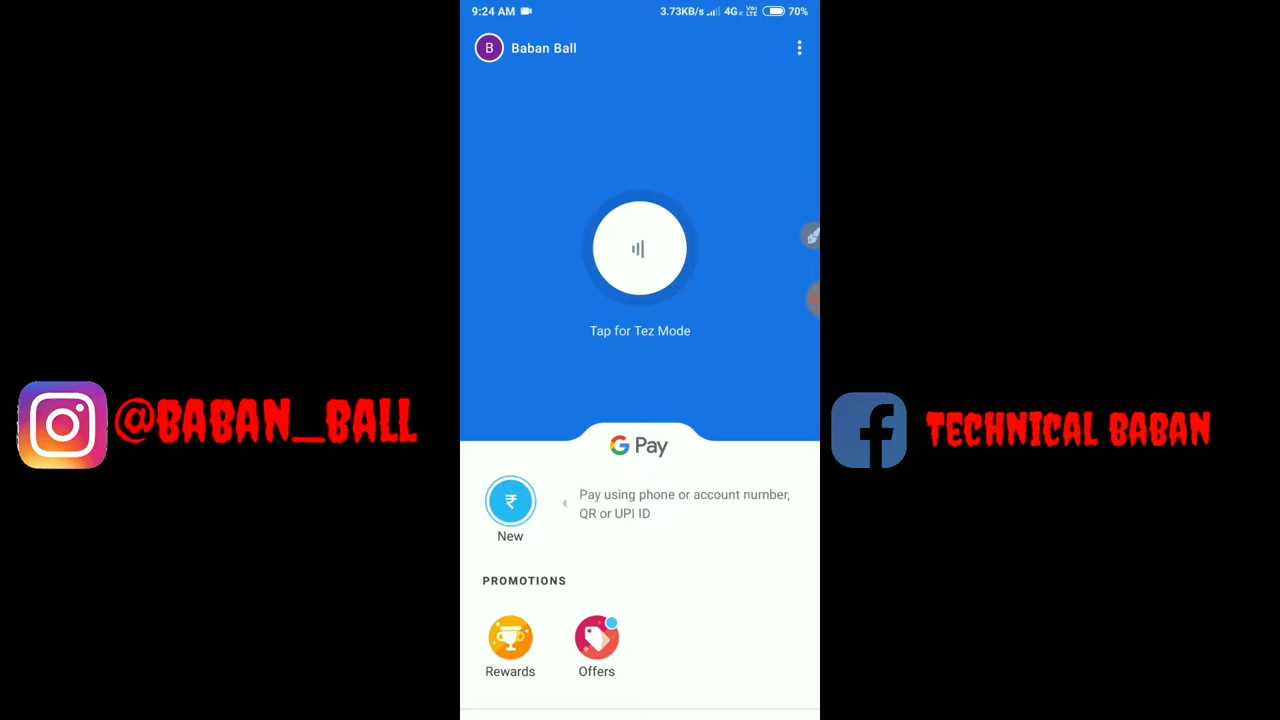 9:24 AM
3.73KB/s 4G VoLTE 70%
B Baban Ball
Tap for Tez Mode
@BABAN_BALL
TECHNICAL BABAN
G Pay
₹
New
Pay using phone or account number,
QR or UPI ID
PROMOTIONS
Rewards
Offers